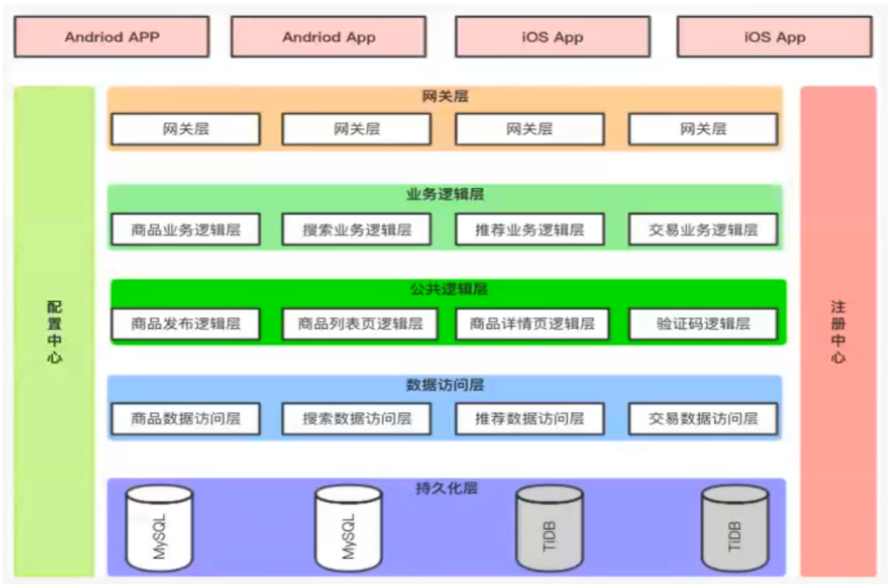 Andriod APP
Andriod App
iOS App
iOS App
网关层
网关层
网关层
网关层
网关层
业务逻辑层
商品业务逻辑层
搜索业务逻辑层
推荐业务逻辑层
交易业务逻辑层
公共逻辑层
商品发布逻辑层
商品列表页逻辑层
商品详情页逻辑层
验证码逻辑层
数据访问层
商品数据访问层
搜索数据访问层
推荐数据访问层
交易数据访问层
持久化层
MySQL
MySQL
TiDB
TiDB
配置中心
注册中心